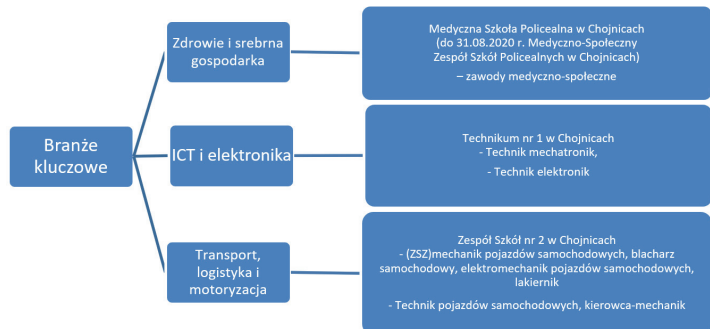 Branże
kluczowe
Zdrowie i srebrna
gospodarka
Medyczna Szkoła Policealna w Chojnicach
(do 31.08.2020 r. Medyczno-Społeczny
Zespół Szkół Policealnych w Chojnicach)
– zawody medyczno-społeczne
ICT i elektronika
Technikum nr 1 w Chojnicach
- Technik mechatronik,
- Technik elektronik
Transport,
logistyka i
motoryzacja
Zespół Szkół nr 2 w Chojnicach
- (ZSZ)mechanik pojazdów samochodowych, blacharz
samochodowy, elektromechanik pojazdów samochodowych,
lakiernik
- Technik pojazdów samochodowych, kierowca-mechanik